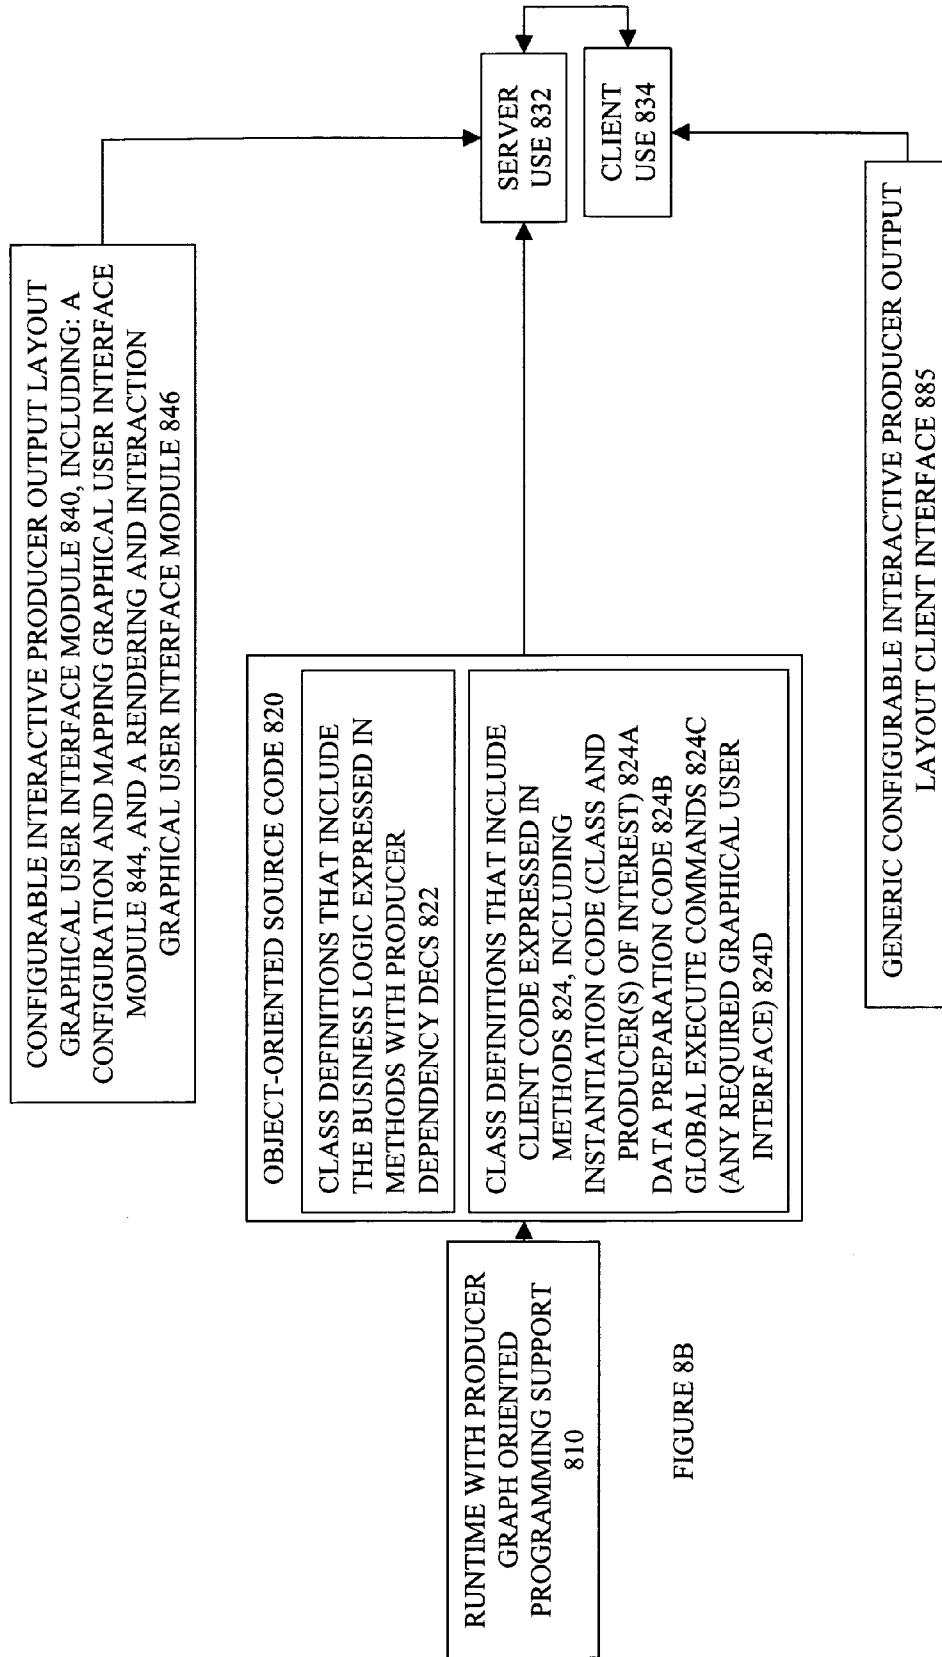 CONFIGURABLE INTERACTIVE PRODUCER OUTPUT LAYOUT
GRAPHICAL USER INTERFACE MODULE 840, INCLUDING: A
CONFIGURATION AND MAPPING GRAPHICAL USER INTERFACE
MODULE 844, AND A RENDERING AND INTERACTION
GRAPHICAL USER INTERFACE MODULE 846
RUNTIME WITH PRODUCER
GRAPH ORIENTED
PROGRAMMING SUPPORT
810
OBJECT-ORIENTED SOURCE CODE 820
CLASS DEFINITIONS THAT INCLUDE
THE BUSINESS LOGIC EXPRESSED IN
METHODS WITH PRODUCER
DEPENDENCY DECS 822
CLASS DEFINITIONS THAT INCLUDE
CLIENT CODE EXPRESSED IN
METHODS 824, INCLUDING
INSTANTIATION CODE (CLASS AND
PRODUCER(S) OF INTEREST) 824A
DATA PREPARATION CODE 824B
GLOBAL EXECUTE COMMANDS 824C
(ANY REQUIRED GRAPHICAL USER
INTERFACE) 824D
SERVER
USE 832
CLIENT
USE 834
GENERIC CONFIGURABLE INTERACTIVE PRODUCER OUTPUT
LAYOUT CLIENT INTERFACE 885
FIGURE 8B